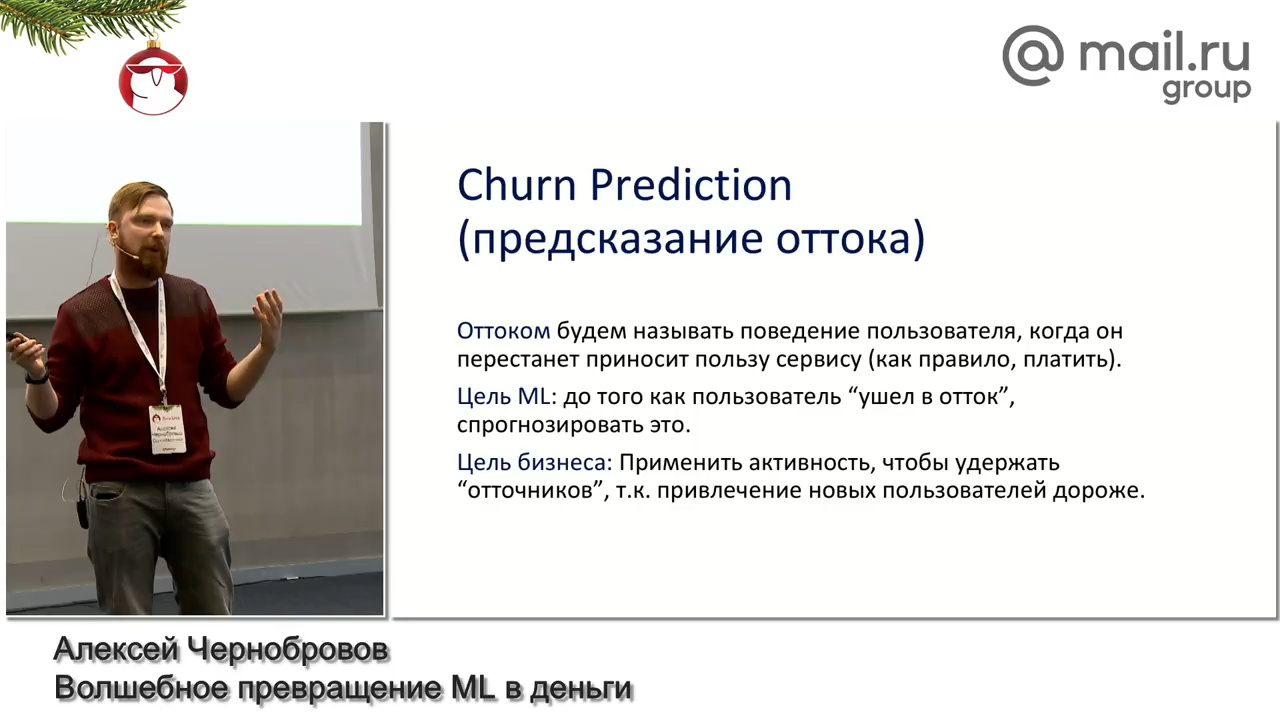 @ mail.ru
group
Churn Prediction
(предсказание оттока)
Оттоком будем называть поведение пользователя, когда он
перестанет приносит пользу сервису (как правило, платить).
Цель ML: до того как пользователь “ушел в отток”,
спрогнозировать это.
Цель бизнеса: Применить активность, чтобы удержать
“отточников”, т.к. привлечение новых пользователей дороже.
Алексей
Чернобровов
Алексей Чернобровов
Волшебное превращение ML в деньги